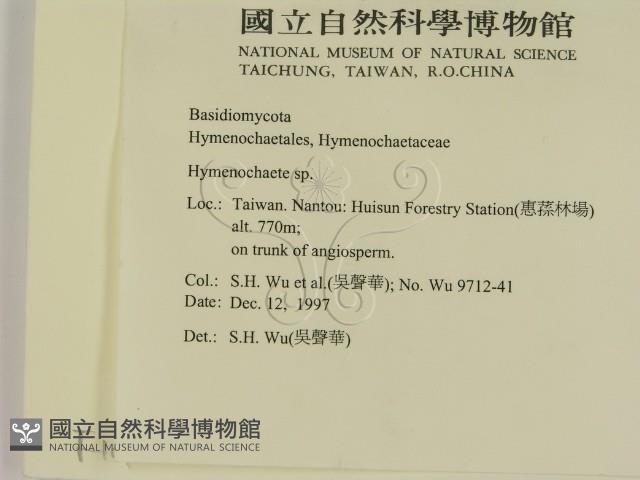 國立自然科學博物館
NATIONAL MUSEUM OF NATURAL SCIENCE
TAICHUNG, TAIWAN, R.O.CHINA
Basidiomycota
Hymenochaetales, Hymenochaetaceae
Hymenochaete sp.
Loc.: Taiwan. Nantou: Huisun Forestry Station(惠蓀林場)
alt. 770m;
on trunk of angiosperm.
Col.: S.H. Wu et al.(吳聲華); No. Wu 9712-41
Date: Dec. 12, 1997
Det.: S.H. Wu(吳聲華)
國立自然科學博物館
NATIONAL MUSEUM OF NATURAL SCIENCE